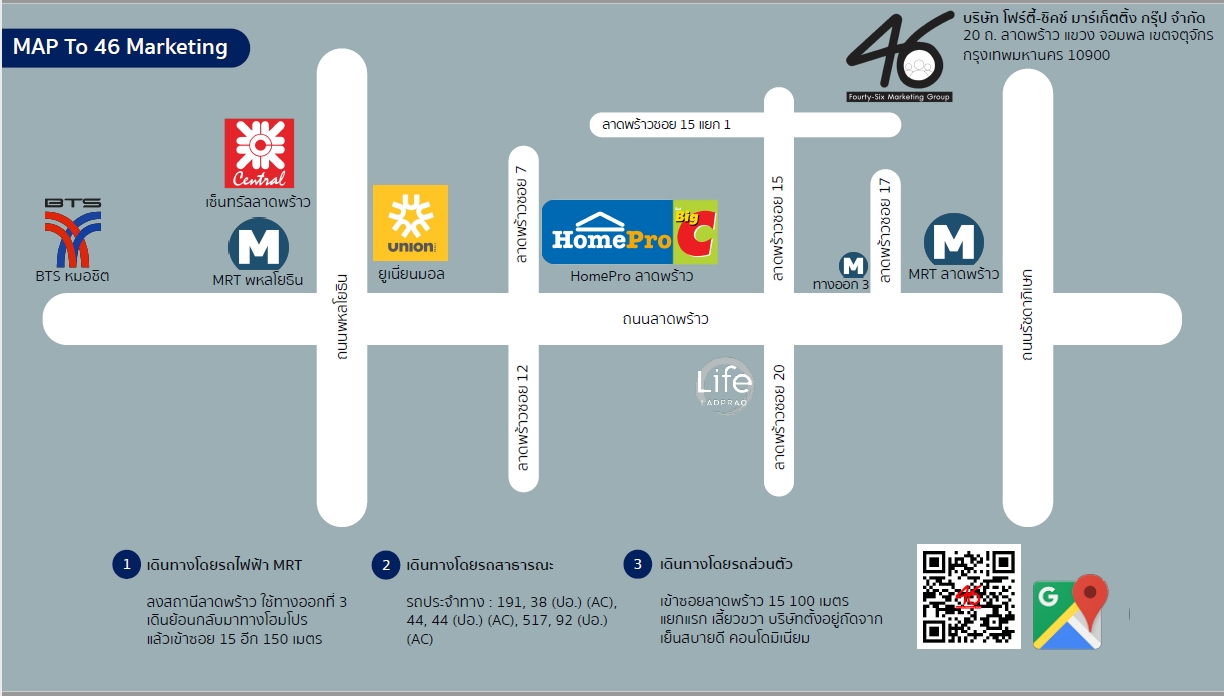 MAP To 46 Marketing
46
Fourty-Six Marketing Group
บริษัท โฟร์ตี้-ซิคซ์ มาร์เก็ตติ้ง กรุ๊ป จำกัด
20 ถ. ลาดพร้าว แขวง จอมพล เขตจตุจักร
กรุงเทพมหานคร 10900
ลาดพร้าวซอย 15 แยก 1
Central
เซ็นทรัลลาดพร้าว
BTS
BTS หมอชิต
M
MRT พหลโยธิน
UNION
ยูเนี่ยนมอล
ลาดพร้าวซอย 7
HomePro
Big
C
HomePro ลาดพร้าว
ลาดพร้าวซอย 15
M
ทางออก 3
ลาดพร้าวซอย 17
M
MRT ลาดพร้าว
ถนนพหลโยธิน
ถนนลาดพร้าว
ถนนรัชดาภิเษก
ลาดพร้าวซอย 12
Life
LADPRAO
ลาดพร้าวซอย 20
1 เดินทางโดยรถไฟฟ้า MRT
ลงสถานีลาดพร้าว ใช้ทางออกที่ 3
เดินย้อนกลับมาทางโฮมโปร
แล้วเข้าซอย 15 อีก 150 เมตร
2 เดินทางโดยรถสาธารณะ
รถประจำทาง : 191, 38 (ปอ.) (AC),
44, 44 (ปอ.) (AC), 517, 92 (ปอ.)
(AC)
3 เดินทางโดยรถส่วนตัว
เข้าซอยลาดพร้าว 15 100 เมตร
แยกแรก เลี้ยวขวา บริษัทตั้งอยู่ถัดจาก
เย็นสบายดี คอนโดมิเนี่ยม
46
G